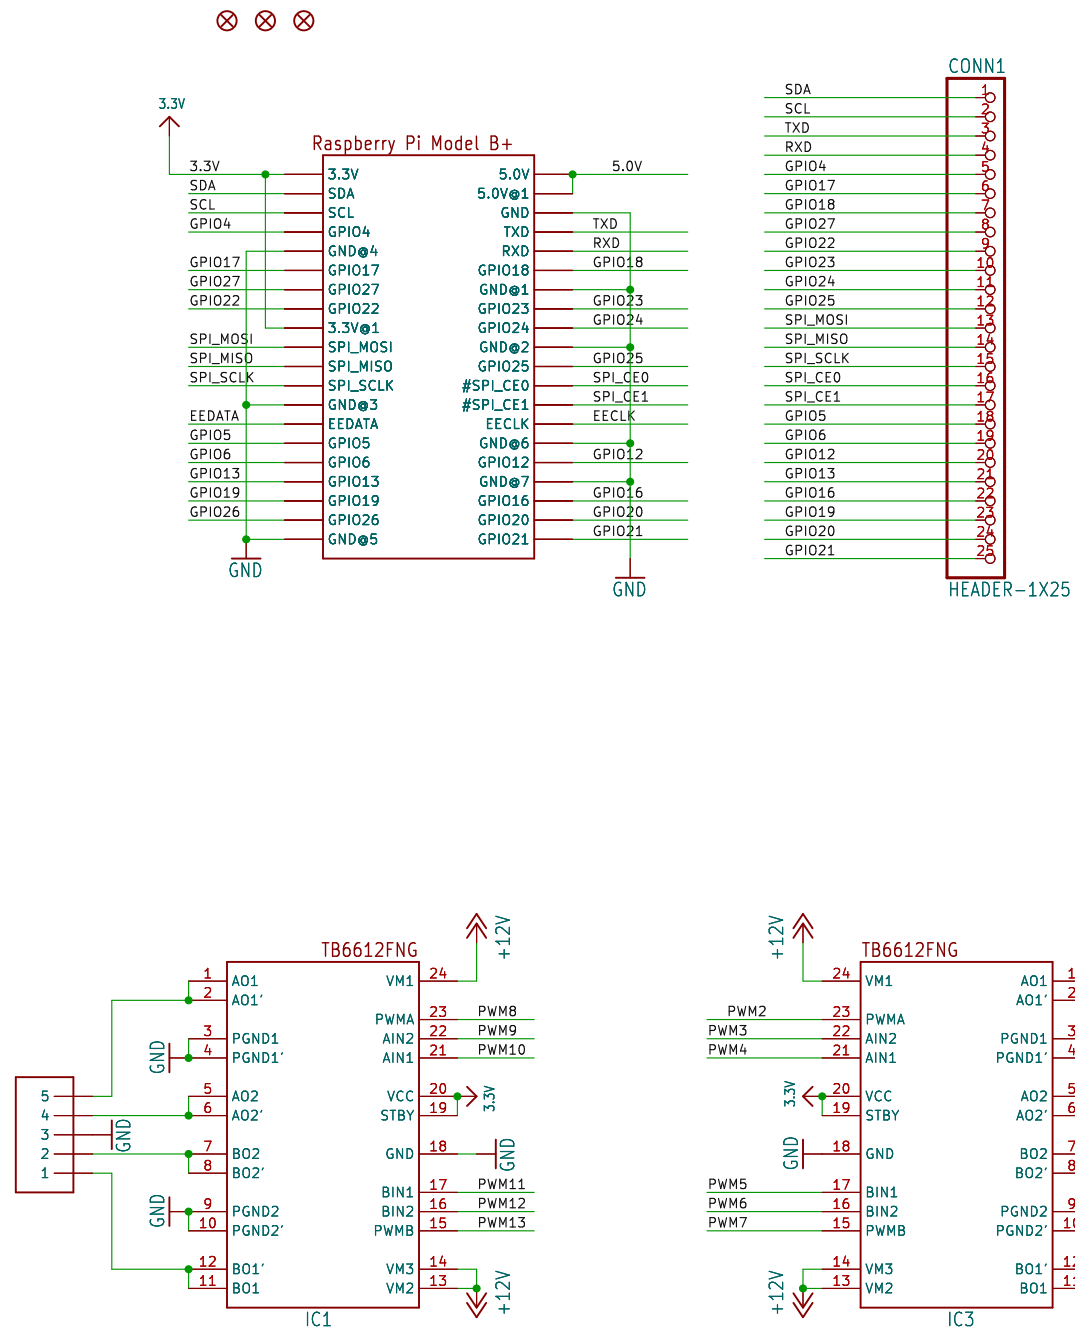 CONN1
3.3V
Raspberry Pi Model B+
3.3V 3.3V 5.0V 5.0V
SDA SDA 5.0V@1
SCL SCL GND
GPIO4 GPIO4 TXD TXD
GND@4 RXD RXD
GPIO17 GPIO17 GPIO18 GPIO18
GPIO27 GPIO27 GND@1
GPIO22 GPIO22 GPIO23 GPIO23
3.3V@1 GPIO24 GPIO24
SPI_MOSI SPI_MOSI GND@2
SPI_MISO SPI_MISO GPIO25 GPIO25
SPI_SCLK SPI_SCLK #SPI_CE0 SPI_CE0
GND@3 #SPI_CE1 SPI_CE1
EEDATA EEDATA EECLK EECLK
GPIO5 GPIO5 GND@6
GPIO6 GPIO6 GPIO12 GPIO12
GPIO13 GPIO13 GND@7
GPIO19 GPIO19 GPIO16 GPIO16
GPIO26 GPIO26 GPIO20 GPIO20
GND@5 GPIO21 GPIO21
GND
GND
SDA 1
SCL 2
TXD 3
RXD 4
GPIO4 5
GPIO17 6
GPIO18 7
GPIO27 8
GPIO22 9
GPIO23 10
GPIO24 11
GPIO25 12
SPI_MOSI 13
SPI_MISO 14
SPI_SCLK 15
SPI_CE0 16
SPI_CE1 17
GPIO5 18
GPIO6 19
GPIO12 20
GPIO13 21
GPIO16 22
GPIO19 23
GPIO20 24
GPIO21 25
HEADER-1X25
TB6612FNG
+12V
1 AO1 VM1 24
2 AO1'
PWMA 23 PWM8
3 PGND1 AIN2 22 PWM9
4 PGND1' AIN1 21 PWM10
GND
5 AO2 VCC 20
6 AO2' STBY 19
3.3V
7 BO2 GND 18
8 BO2'
GND
BIN1 17 PWM11
9 PGND2 BIN2 16 PWM12
10 PGND2' PWMB 15 PWM13
GND
12 BO1' VM3 14
11 BO1 VM2 13
+12V
IC1
5
4
3
GND
2
1
TB6612FNG
+12V
24 VM1 AO1 1
AO1' 2
PWM2 23 PWMA
PWM3 22 AIN2 PGND1 3
PWM4 21 AIN1 PGND1' 4
3.3V
20 VCC AO2 5
19 STBY AO2' 6
GND
18 GND BO2 7
BO2' 8
PWM5 17 BIN1
PWM6 16 BIN2 PGND2 9
PWM7 15 PWMB PGND2' 10
14 VM3 BO1' 12
13 VM2 BO1 11
+12V
IC3